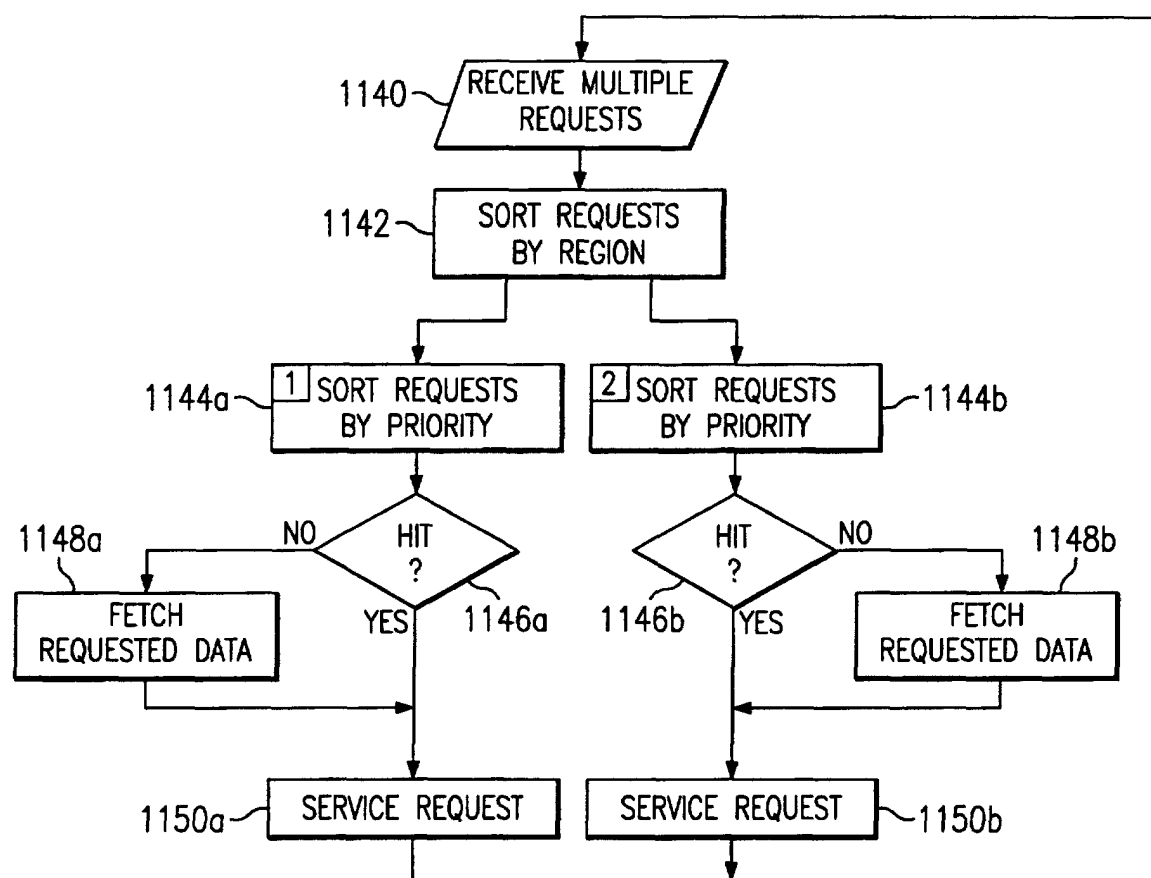 1140
RECEIVE MULTIPLE
REQUESTS
1142
SORT REQUESTS
BY REGION
1144a
1
SORT REQUESTS
BY PRIORITY
2
SORT REQUESTS
BY PRIORITY
1144b
1148a
NO
HIT
?
YES
1146a
HIT
?
NO
YES
1146b
1148b
FETCH
REQUESTED DATA
FETCH
REQUESTED DATA
1150a
SERVICE REQUEST
SERVICE REQUEST
1150b